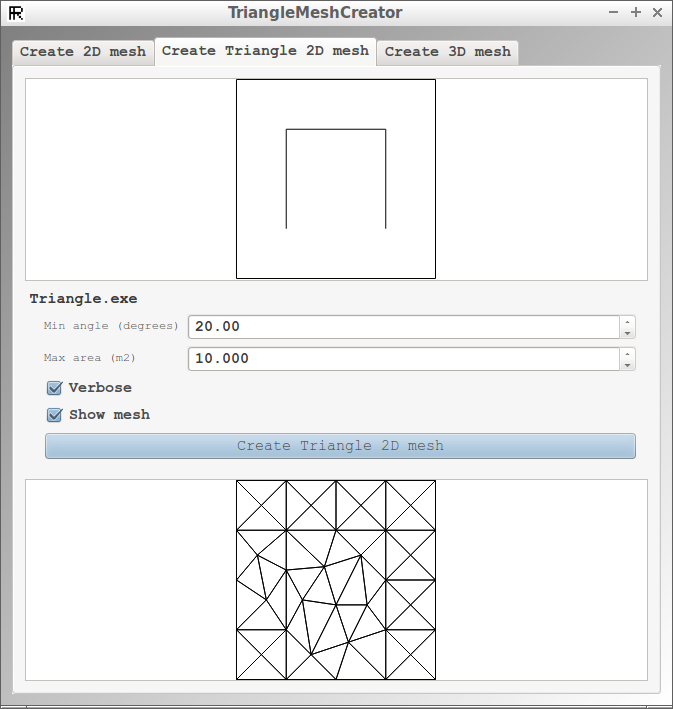 TriangleMeshCreator
Create 2D mesh Create Triangle 2D mesh Create 3D mesh
Triangle.exe
Min angle (degrees) 20.00
Max area (m2) 10.000
Verbose
Show mesh
Create Triangle 2D mesh